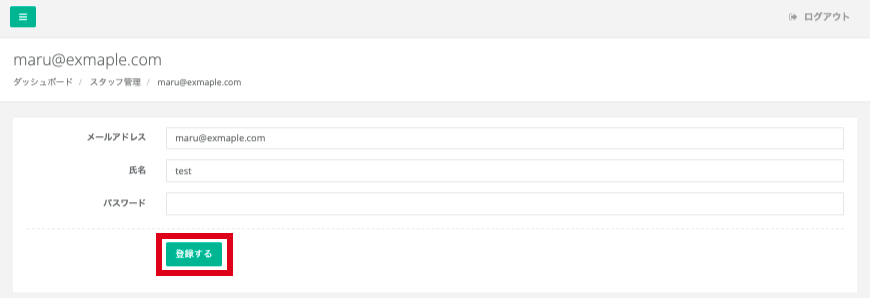 ログアウト
maru@exmaple.com
ダッシュボード / スタッフ管理 / maru@exmaple.com
メールアドレス maru@exmaple.com
氏名 test
パスワード
登録する